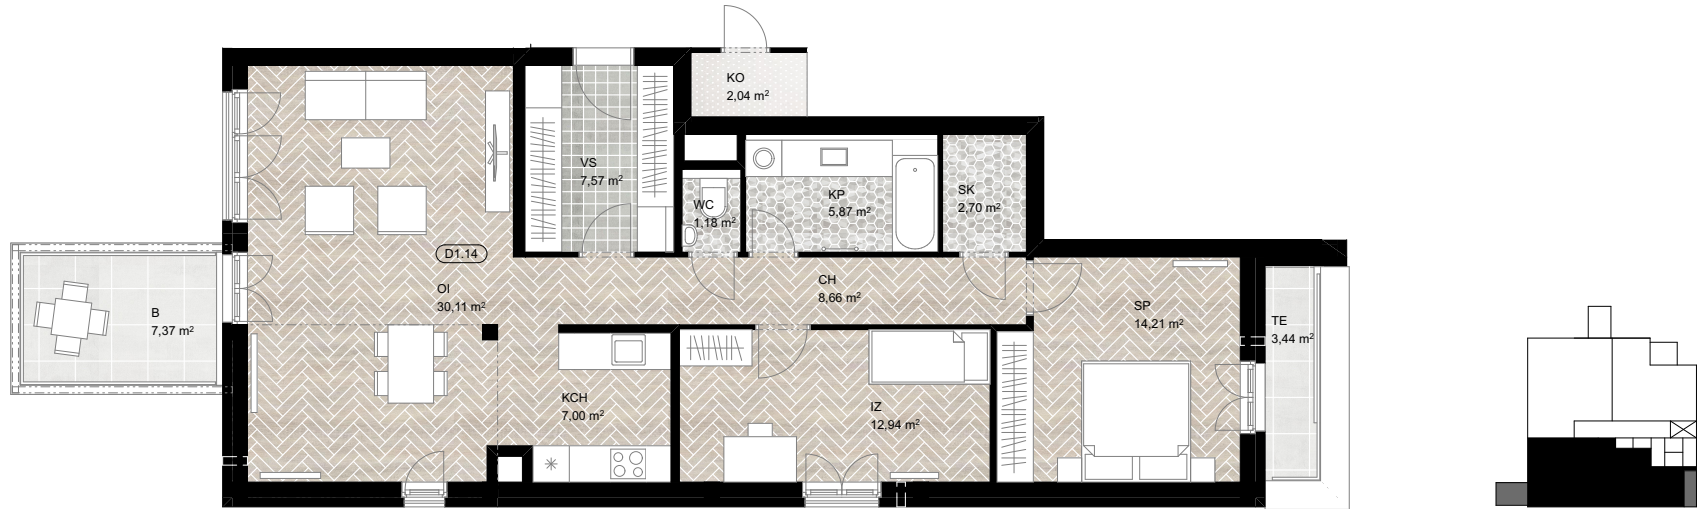 KO
2,04 m²
VS
7,57 m²
WC
1,18 m²
KP
5,87 m²
SK
2,70 m²
D1.14
OI
30,11 m²
CH
8,66 m²
B
7,37 m²
SP
14,21 m²
TE
3,44 m²
KCH
7,00 m²
IZ
12,94 m²